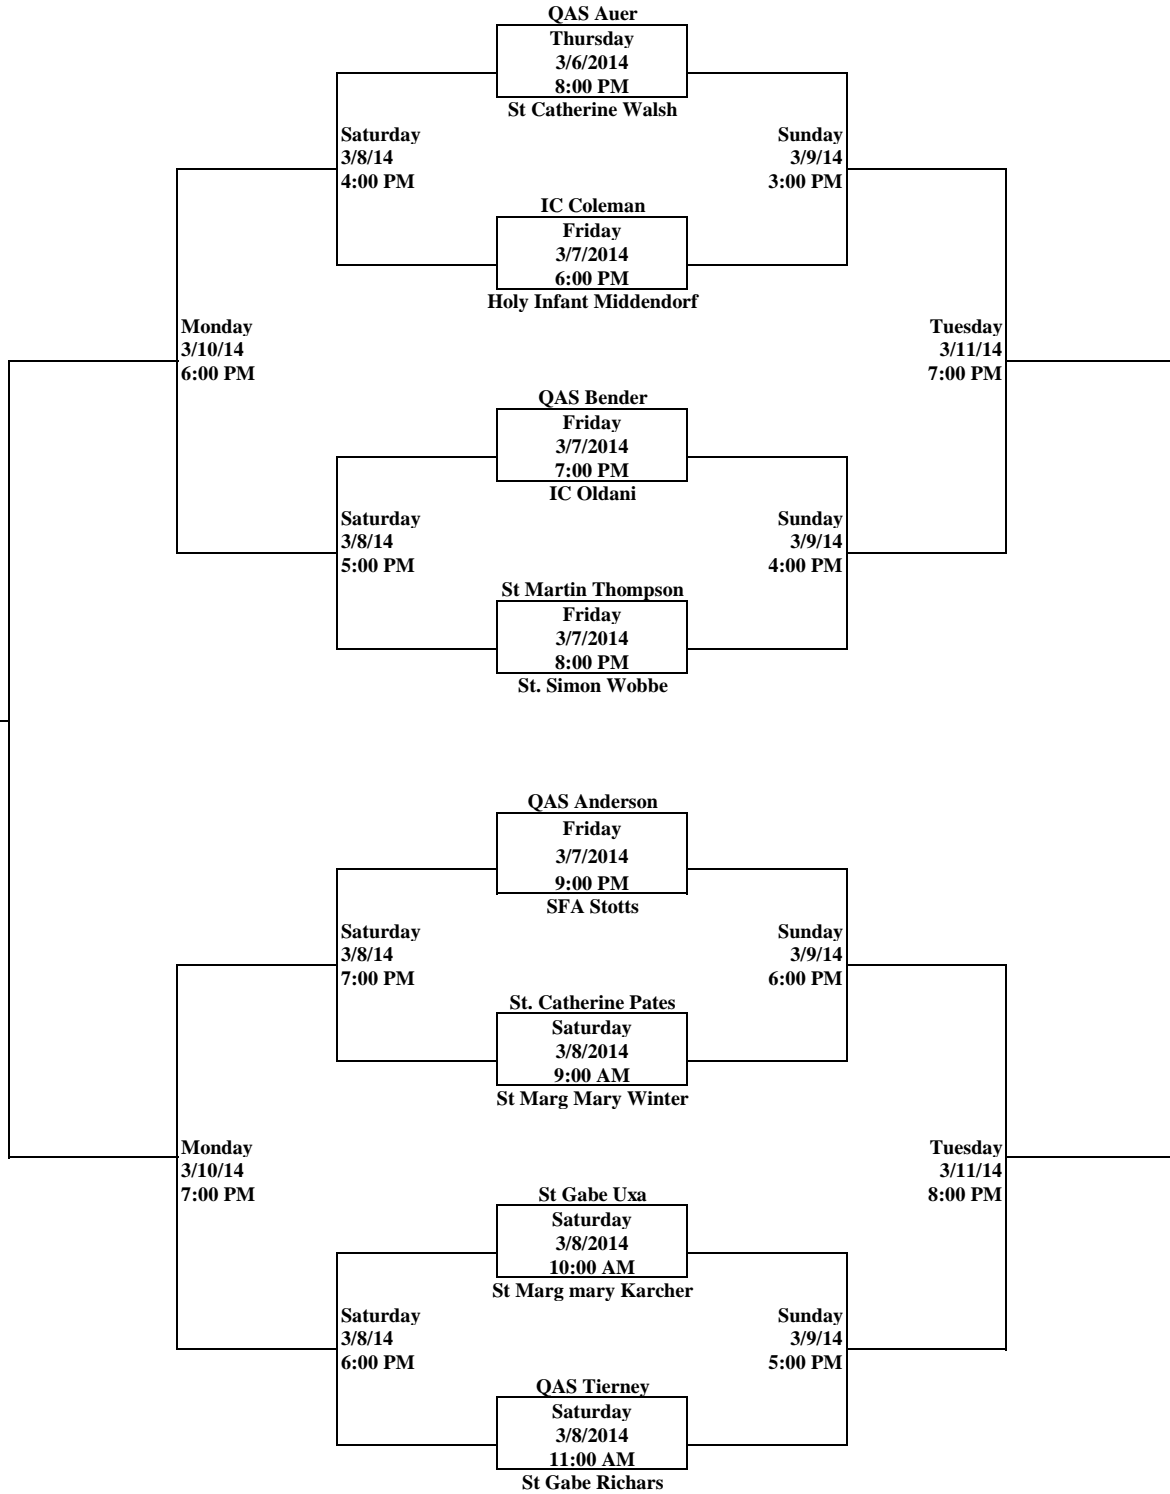 QAS Auer
Thursday
3/6/2014
8:00 PM
St Catherine Walsh
Saturday
3/8/14
4:00 PM
Sunday
3/9/14
3:00 PM
IC Coleman
Friday
3/7/2014
6:00 PM
Holy Infant Middendorf
Monday
3/10/14
6:00 PM
Tuesday
3/11/14
7:00 PM
QAS Bender
Friday
3/7/2014
7:00 PM
IC Oldani
Saturday
3/8/14
5:00 PM
Sunday
3/9/14
4:00 PM
St Martin Thompson
Friday
3/7/2014
8:00 PM
St. Simon Wobbe
QAS Anderson
Friday
3/7/2014
9:00 PM
SFA Stotts
Saturday
3/8/14
7:00 PM
Sunday
3/9/14
6:00 PM
St. Catherine Pates
Saturday
3/8/2014
9:00 AM
St Marg Mary Winter
Monday
3/10/14
7:00 PM
Tuesday
3/11/14
8:00 PM
St Gabe Uxa
Saturday
3/8/2014
10:00 AM
St Marg mary Karcher
Saturday
3/8/14
6:00 PM
Sunday
3/9/14
5:00 PM
QAS Tierney
Saturday
3/8/2014
11:00 AM
St Gabe Richars